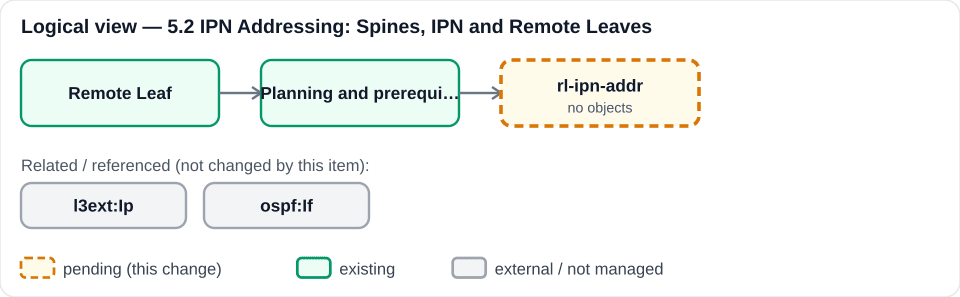 Logical view — 5.2 IPN Addressing: Spines, IPN and Remote Leaves
Remote Leaf
Planning and prerequi...
rl-ipn-addr
no objects
Related / referenced (not changed by this item):
l3ext:Ip
ospf:If
pending (this change)
existing
external / not managed